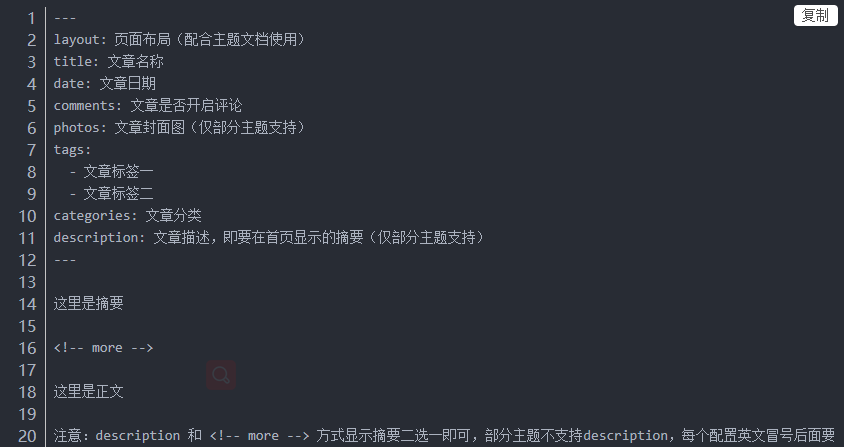 复制
1 ---
2 layout: 页面布局（配合主题文档使用）
3 title: 文章名称
4 date: 文章日期
5 comments: 文章是否开启评论
6 photos: 文章封面图（仅部分主题支持）
7 tags:
8   - 文章标签一
9   - 文章标签二
10 categories: 文章分类
11 description: 文章描述，即要在首页显示的摘要（仅部分主题支持）
12 ---
13
14 这里是摘要
15
16 <!-- more -->
17
18 这里是正文
19
20 注意：description 和 <!-- more --> 方式显示摘要二选一即可，部分主题不支持description，每个配置英文冒号后面要